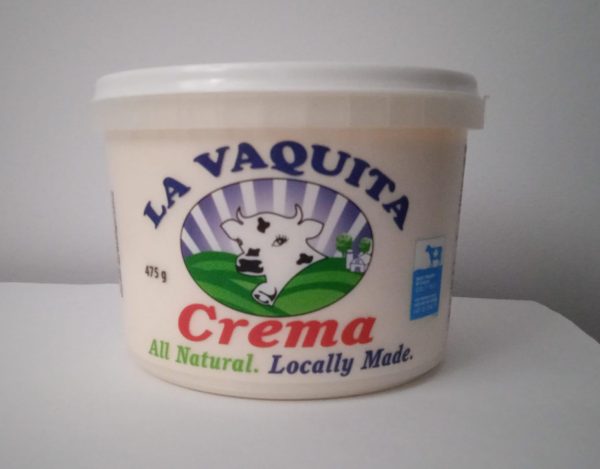 LA VAQUITA
475 g
Crema
All Natural. Locally Made.